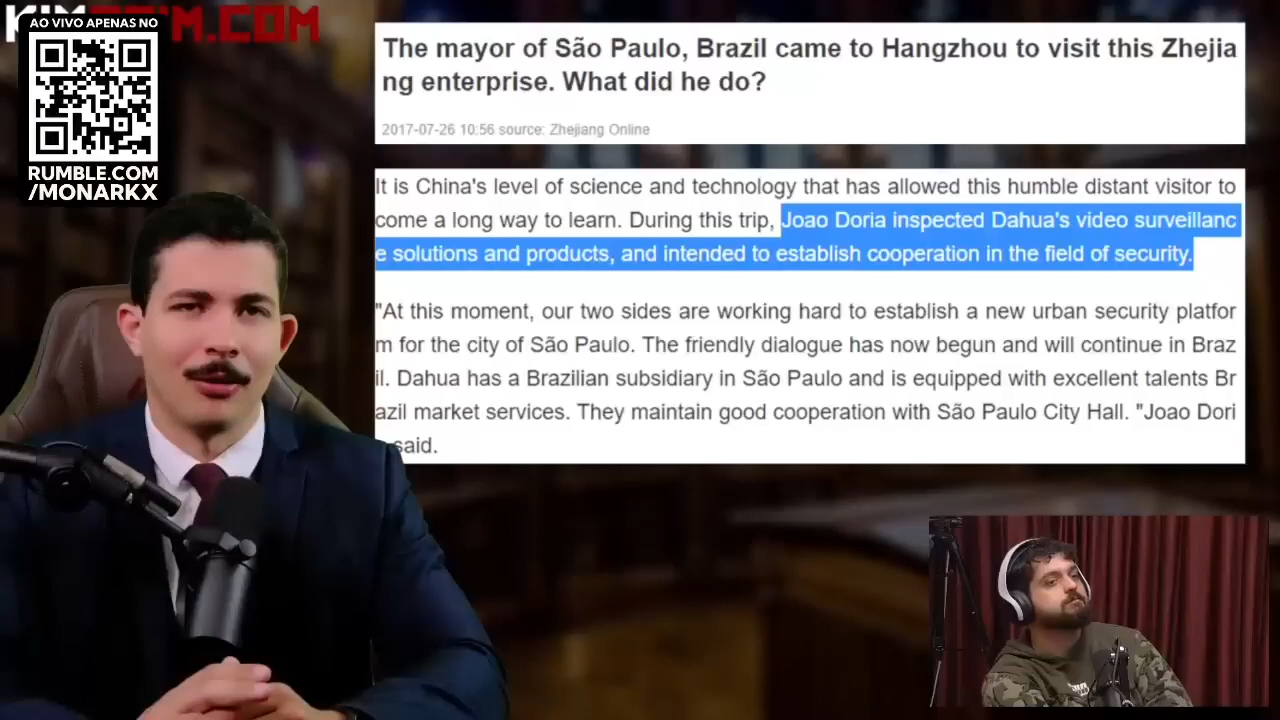 AO VIVO APENAS NO
RUMBLE.COM
/MONARKX
.COM
The mayor of São Paulo, Brazil came to Hangzhou to visit this Zhejia
ng enterprise. What did he do?
2017-07-26 10:56 source: Zhejiang Online
It is China's level of science and technology that has allowed this humble distant visitor to
come a long way to learn. During this trip, Joao Doria inspected Dahua's video surveillanc
e solutions and products, and intended to establish cooperation in the field of security.
"At this moment, our two sides are working hard to establish a new urban security platfor
m for the city of São Paulo. The friendly dialogue has now begun and will continue in Braz
il. Dahua has a Brazilian subsidiary in São Paulo and is equipped with excellent talents Br
azil market services. They maintain good cooperation with São Paulo City Hall. "Joao Dori
said.